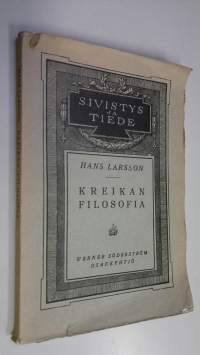 SIVISTYS
JA
TIEDE
HANS LARSSON
KREIKAN
FILOSOFIA
WERNER SÖDERSTRÖM
OSAKEYHTIÖ